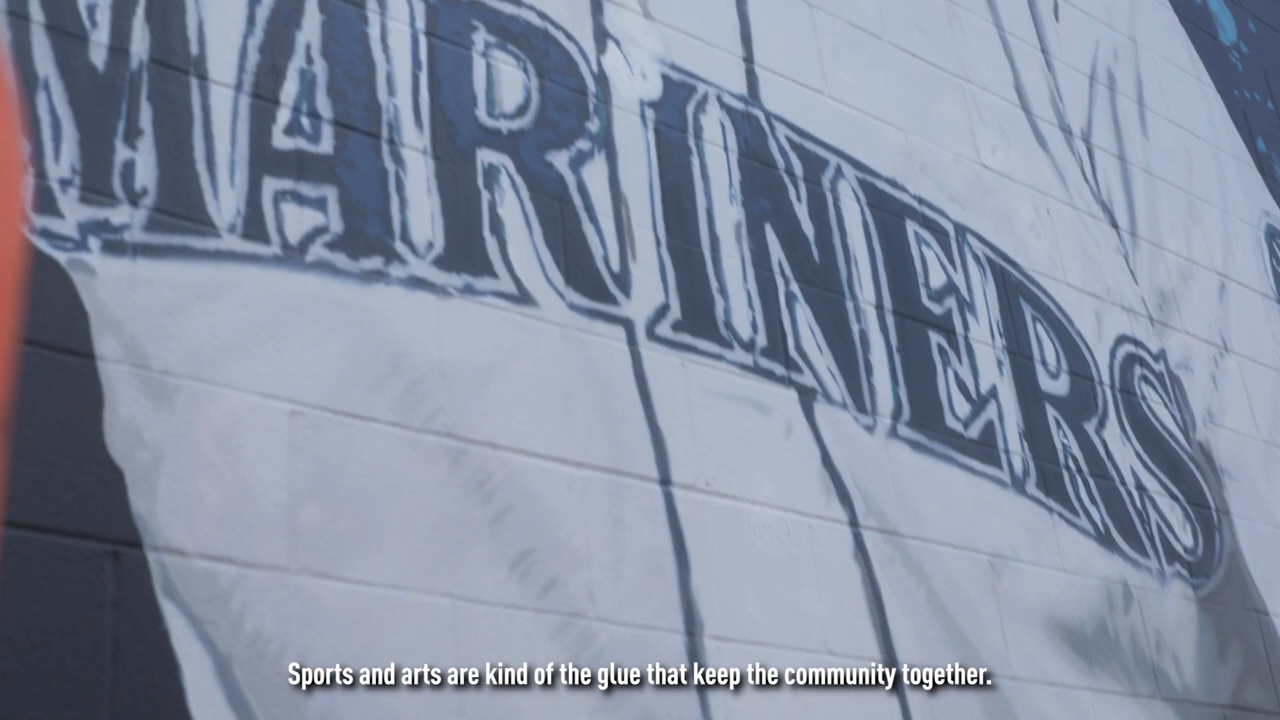 MARINERS
Sports and arts are kind of the glue that keep the community together.